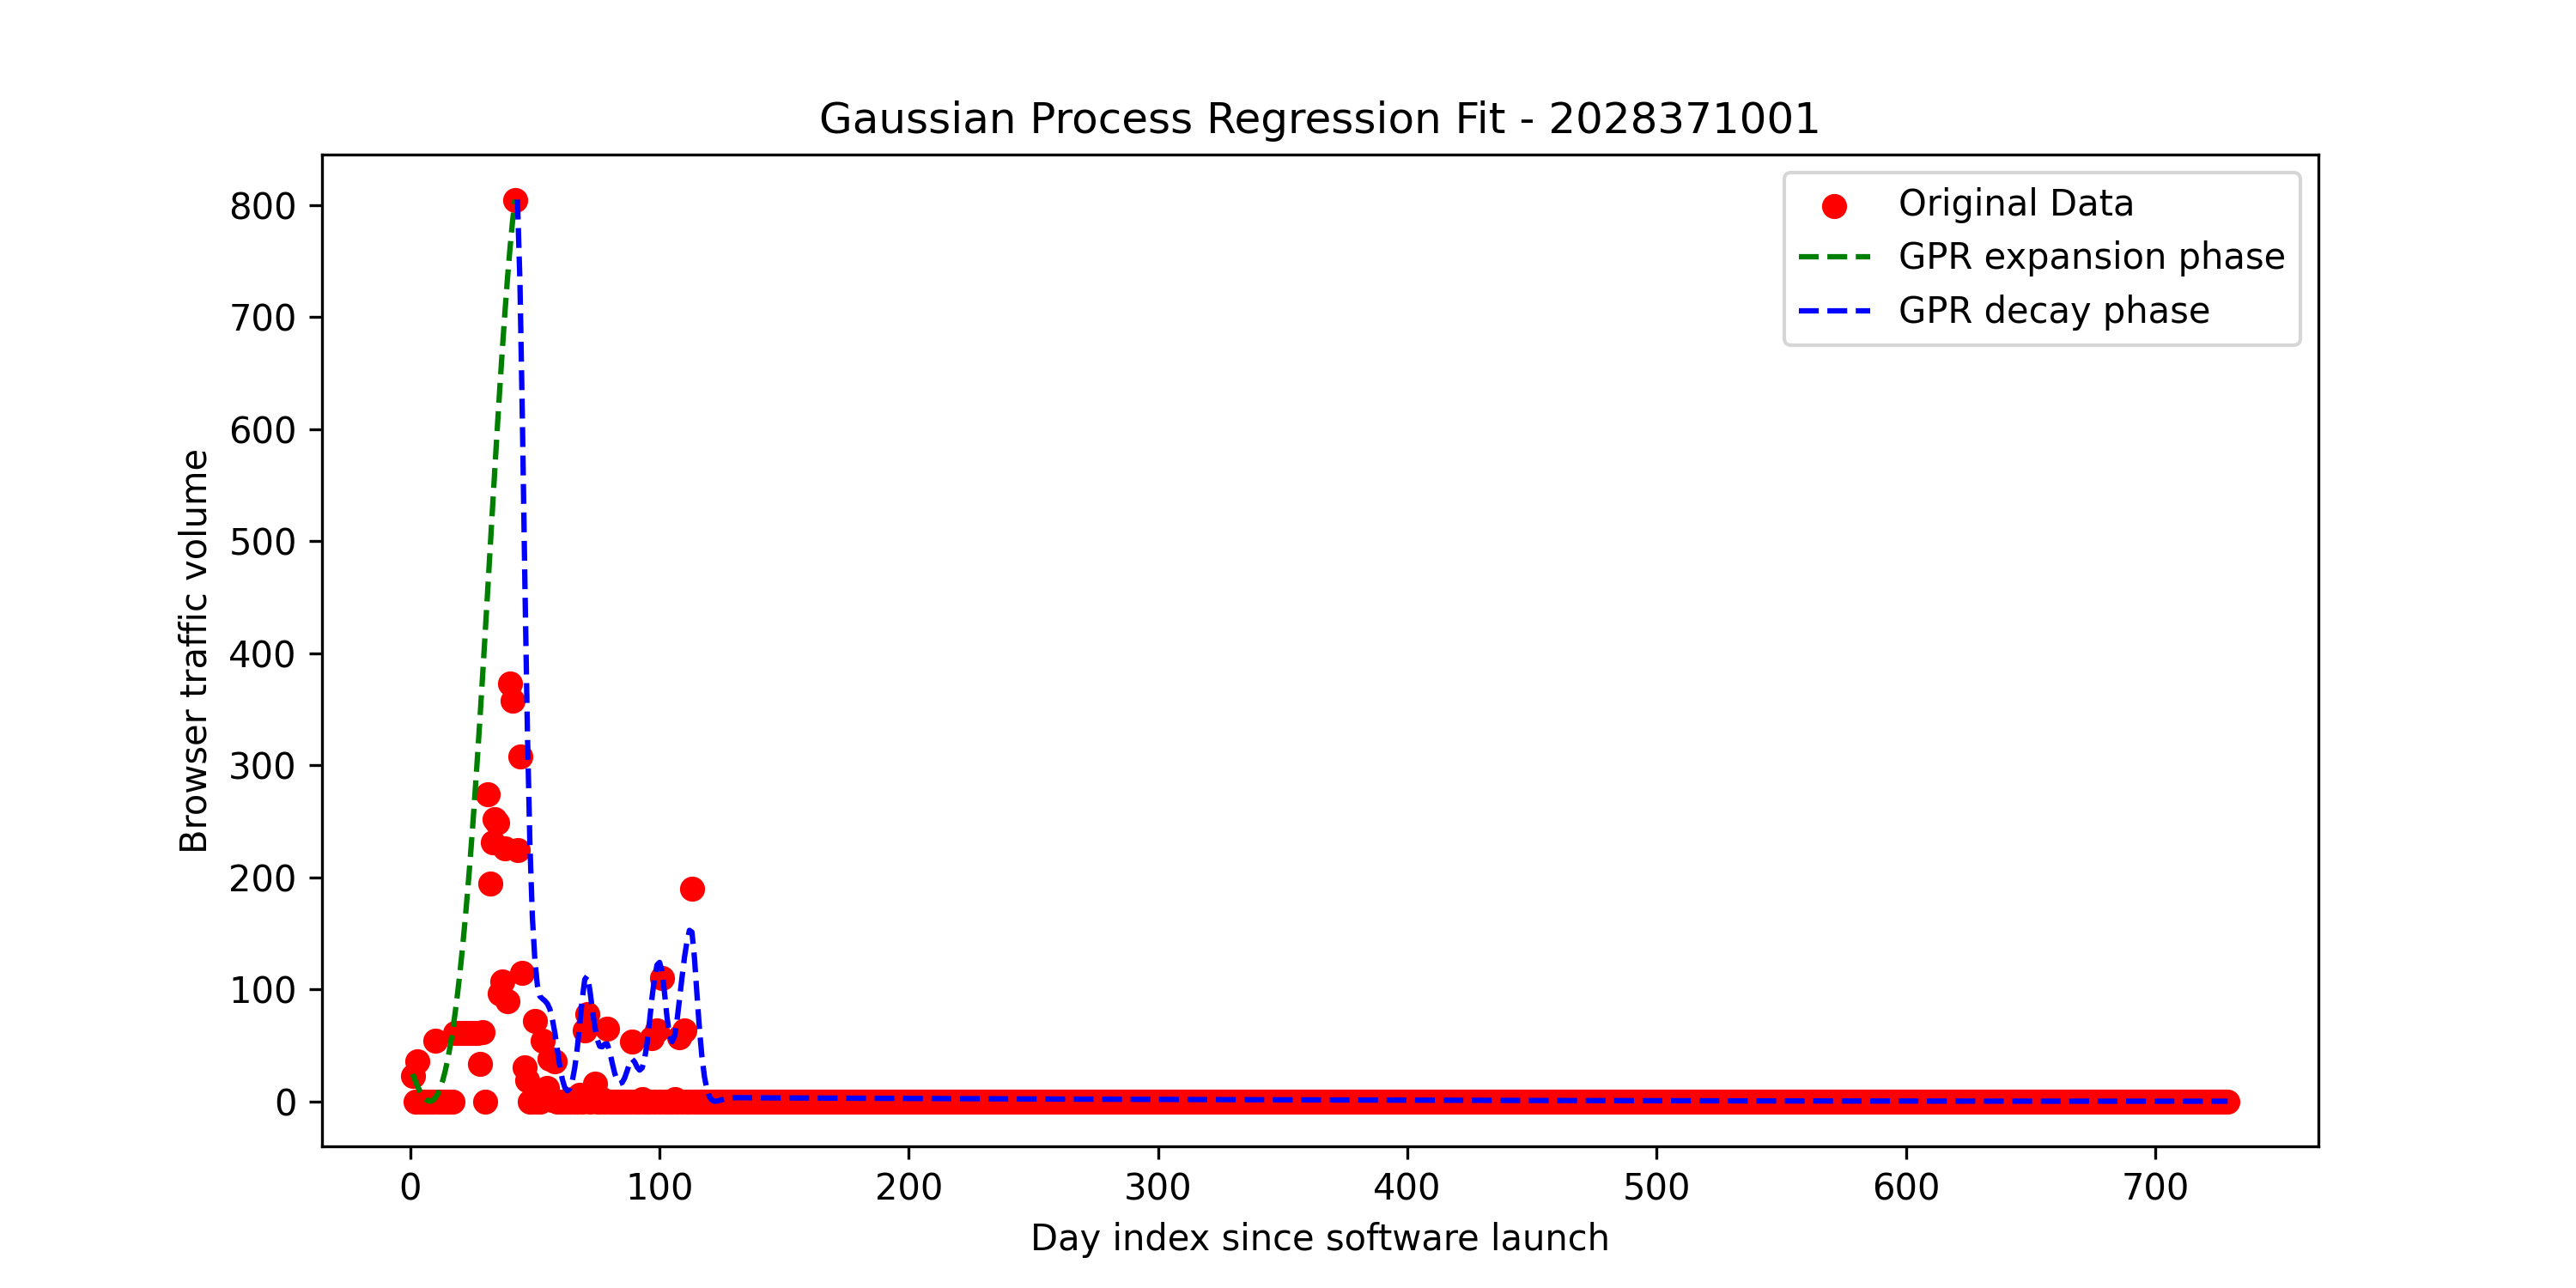 Gaussian Process Regression Fit - 2028371001
Original Data
GPR expansion phase
GPR decay phase
Browser traffic volume
800
700
600
500
400
300
200
100
0
0 100 200 300 400 500 600 700
Day index since software launch